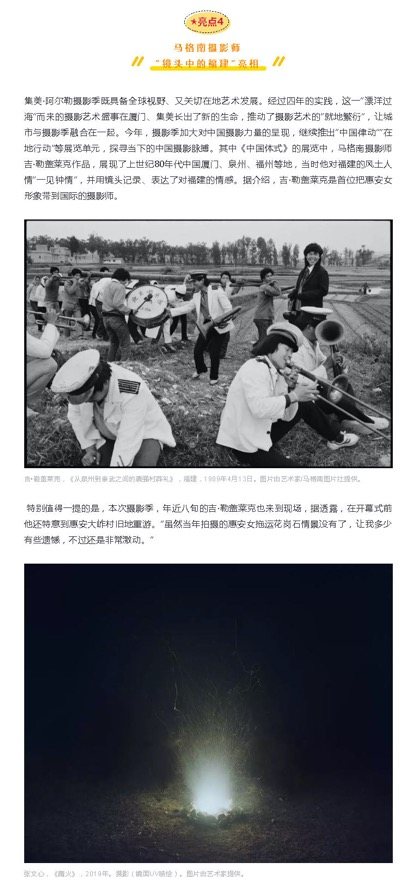 ★亮点4
马格南摄影师
“镜头中的福建”亮相
集美·阿尔勒摄影季既具备全球视野、又关切在地艺术发展。经过四年的实践，这一“漂洋过
海”而来的摄影艺术盛事在厦门、集美长出了新的生命，推动了摄影艺术的“就地繁衍”，让城
市与摄影季融合在一起。今年，摄影季加大对中国摄影力量的呈现，继续推出“中国律动”“在
地行动”等展览单元，探寻当下的中国摄影脉搏。其中《中国体式》的展览中，马格南摄影师
吉·勒盖莱克作品，展现了上世纪80年代中国厦门、泉州、福州等地，当时他对福建的风土人
情“一见钟情”，并用镜头记录、表达了对福建的情感。据介绍，吉·勒盖莱克是首位把惠安女
形象带到国际的摄影师。
吉·勒盖莱克，《从泉州到崇武之间的 葬礼》，福建，1989年4月13日。图片由艺术家/马格南图片社提供。
特别值得一提的是，本次摄影季，年近八旬的吉·勒盖莱克也来到现场，据透露，在开幕式前
他还特意到惠安大岞村旧地重游。“虽然当年拍摄的惠安女拖运花岗石情景没有了，让我多少
有些遗憾，不过还是非常激动。”
张文心，《篝火》，2019年。摄影（镜面UV喷绘）。图片由艺术家提供。